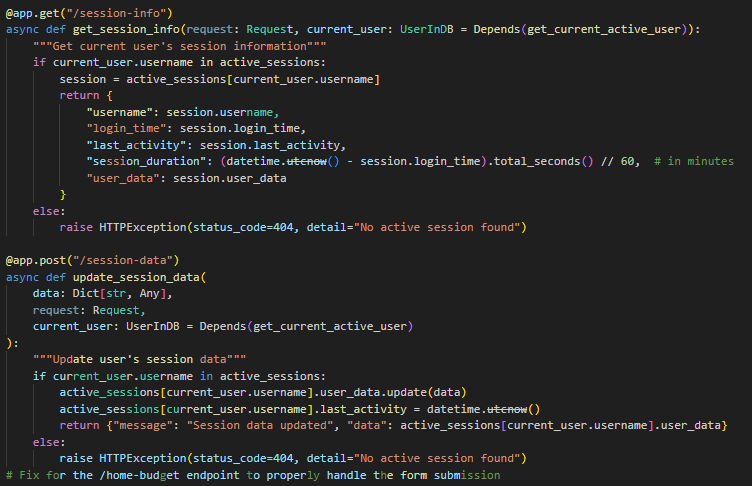 @app.get("/session-info")
async def get_session_info(request: Request, current_user: UserInDB = Depends(get_current_active_user)):
    """Get current user's session information"""
    if current_user.username in active_sessions:
        session = active_sessions[current_user.username]
        return {
            "username": session.username,
            "login_time": session.login_time,
            "last_activity": session.last_activity,
            "session_duration": (datetime.utcnow() - session.login_time).total_seconds() // 60,  # in minutes
            "user_data": session.user_data
        }
    else:
        raise HTTPException(status_code=404, detail="No active session found")

@app.post("/session-data")
async def update_session_data(
    data: Dict[str, Any],
    request: Request,
    current_user: UserInDB = Depends(get_current_active_user)
):
    """Update user's session data"""
    if current_user.username in active_sessions:
        active_sessions[current_user.username].user_data.update(data)
        active_sessions[current_user.username].last_activity = datetime.utcnow()
        return {"message": "Session data updated", "data": active_sessions[current_user.username].user_data}
    else:
        raise HTTPException(status_code=404, detail="No active session found")
# Fix for the /home-budget endpoint to properly handle the form submission